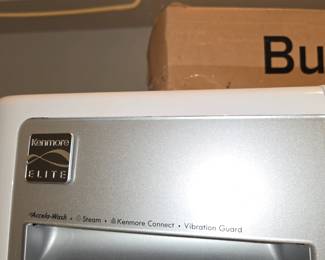 Bu
Kenmore
ELITE
Accela-Wash • Steam • Kenmore Connect • Vibration Guard